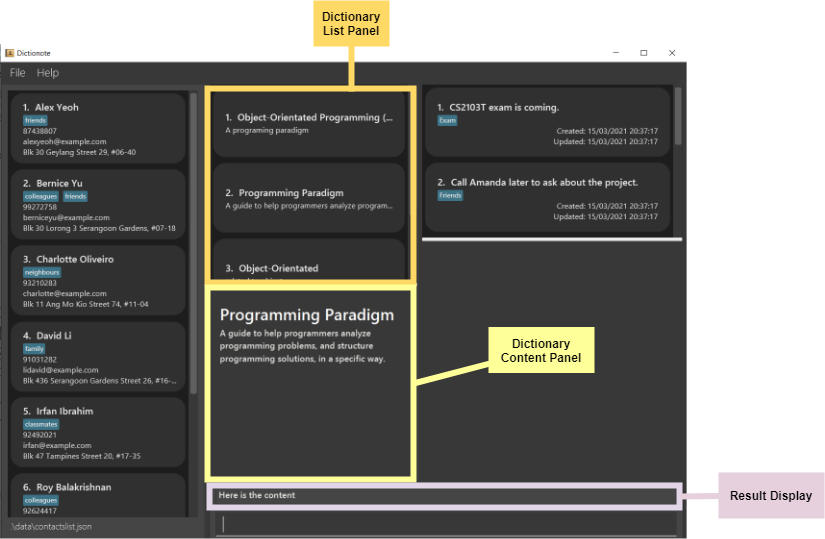 Dictionary
List Panel
Dictionote
File Help
1. Alex Yeoh
friends
87438807
alexyeoh@example.com
Blk 30 Geylang Street 29, #06-40
2. Bernice Yu
colleagues friends
99272758
berniceyu@example.com
Blk 30 Lorong 3 Serangoon Gardens, #07-18
3. Charlotte Oliveiro
neighbours
93210283
charlotte@example.com
Blk 11 Ang Mo Kio Street 74, #11-04
4. David Li
family
91031282
lidavid@example.com
Blk 436 Serangoon Gardens Street 26, #16-...
5. Irfan Ibrahim
classmates
92492021
irfan@example.com
Blk 47 Tampines Street 20, #17-35
6. Roy Balakrishnan
colleagues
92624417
.\data\contactslist.json
1. Object-Orientated Programming (...
A programing paradigm
2. Programming Paradigm
A guide to help programmers analyze program...
3. Object-Orientated
Programming Paradigm
A guide to help programmers analyze
programming problems, and structure
programming solutions, in a specific way.
1. CS2103T exam is coming.
Exam
Created: 15/03/2021 20:37:17
Updated: 15/03/2021 20:37:17
2. Call Amanda later to ask about the project.
Friends
Created: 15/03/2021 20:37:17
Updated: 15/03/2021 20:37:17
Dictionary
Content Panel
Here is the content
Result Display